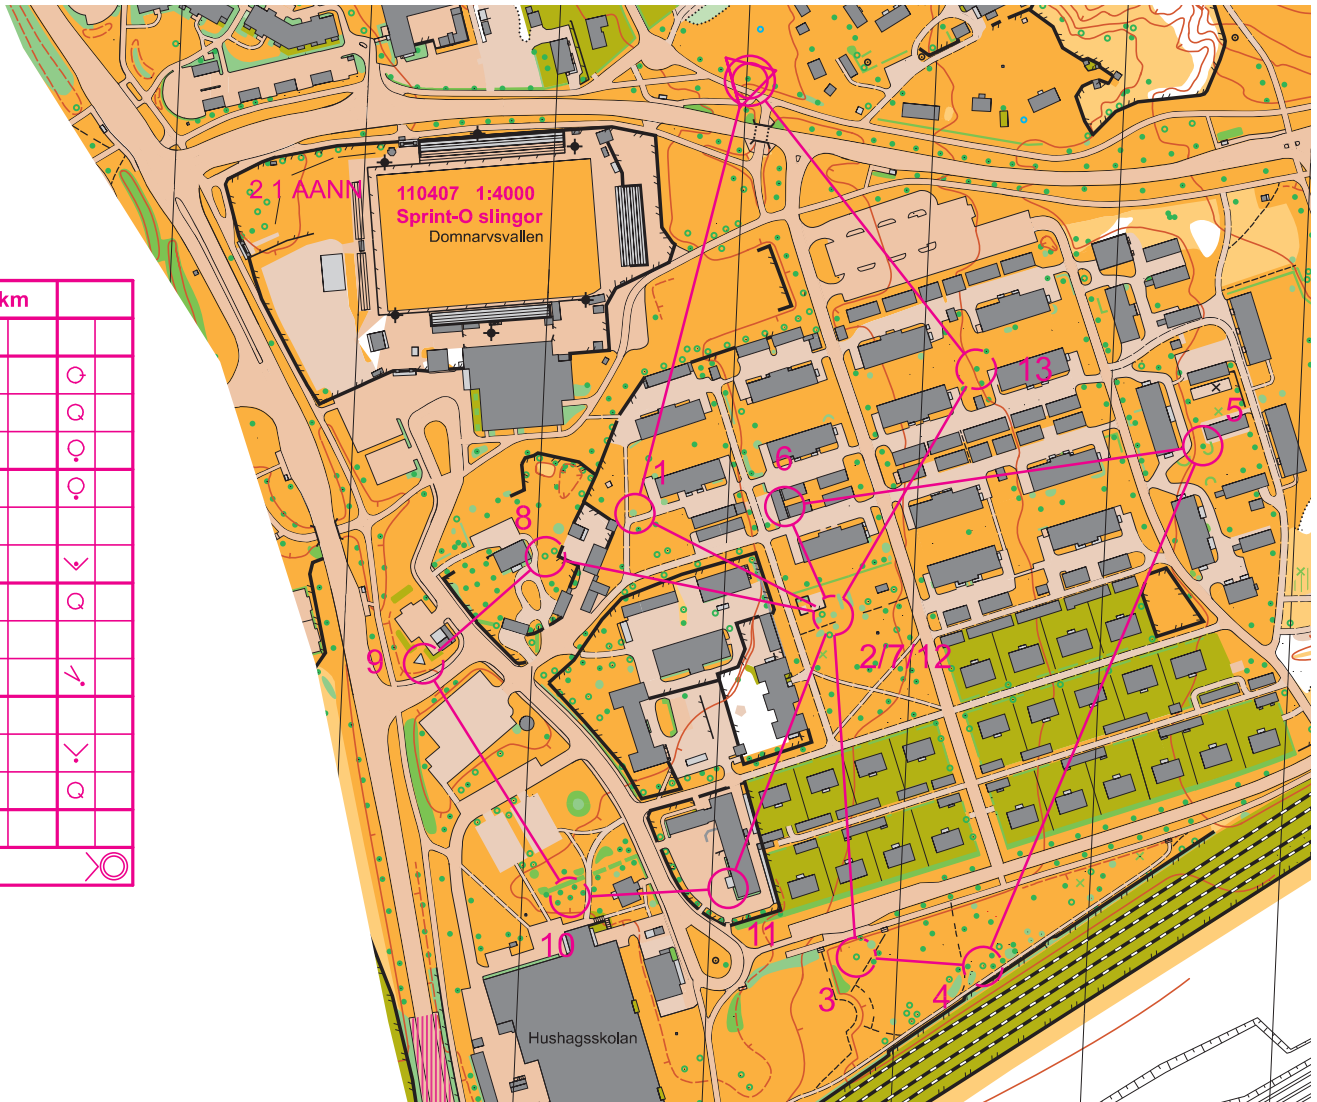 2 1 AANN
110407 1:4000
Sprint-O slingor
Domnarvsvallen
km
13
5
6
1
8
2/7/12
9
11
10
3
4
Hushagsskolan